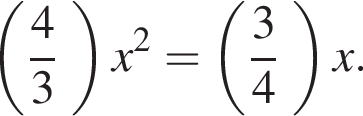 (4/3) x² = (3/4) x.